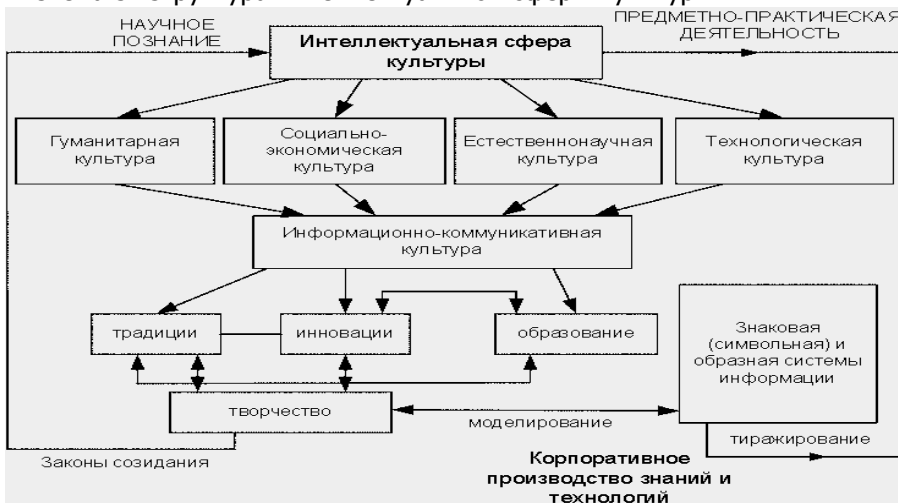 НАУЧНОЕ
ПОЗНАНИЕ
Интеллектуальная сфера
культуры
ПРЕДМЕТНО-ПРАКТИЧЕСКАЯ
ДЕЯТЕЛЬНОСТЬ
Гуманитарная
культура
Социально-
экономическая
культура
Естественнонаучная
культура
Технологическая
культура
Информационно-коммуникативная
культура
традиции
инновации
образование
Знаковая
(символьная) и
образная системы
информации
творчество
моделирование
тиражирование
Законы созидания
Корпоративное
производство знаний и
технологий